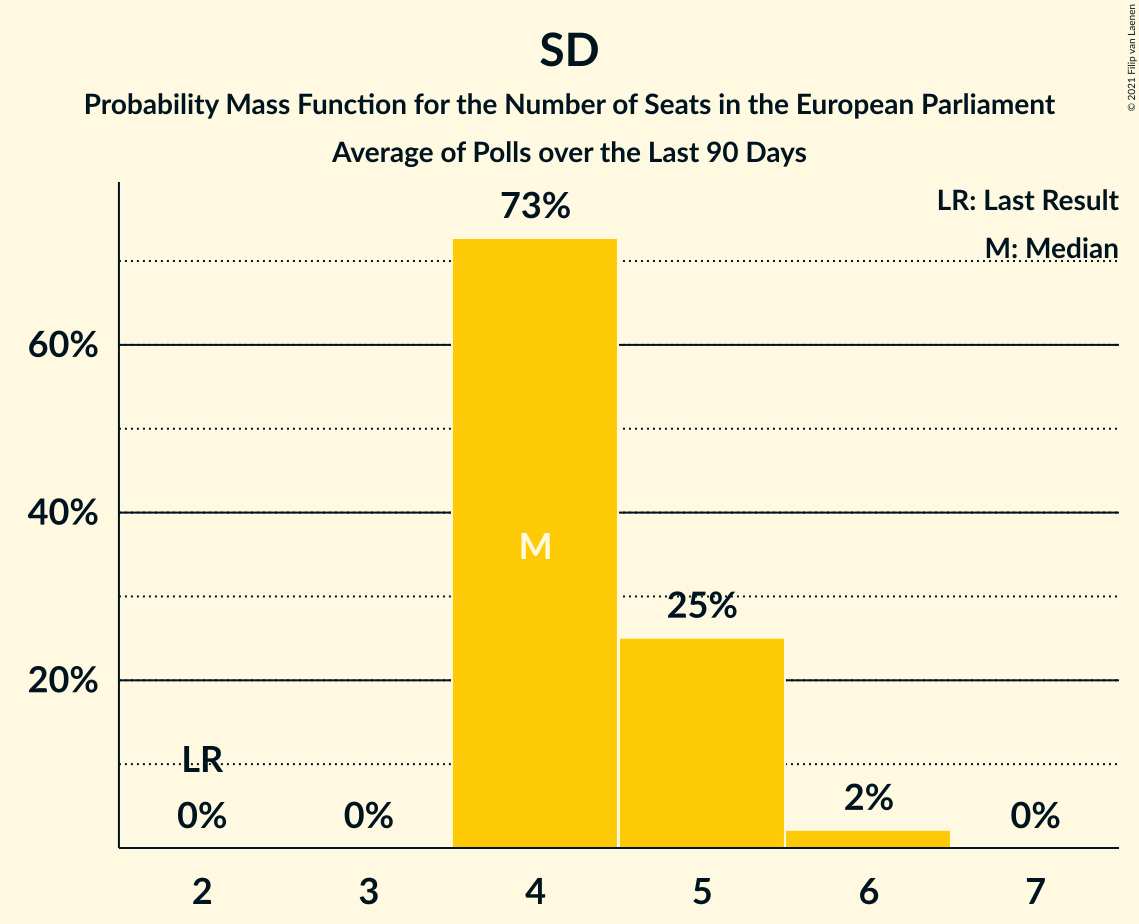 SD
Probability Mass Function for the Number of Seats in the European Parliament
Average of Polls over the Last 90 Days
© 2021 Filip van Laenen
LR: Last Result
M: Median
73%
60%
40%
M
25%
20%
LR
0%
0%
2%
0%
2 3 4 5 6 7